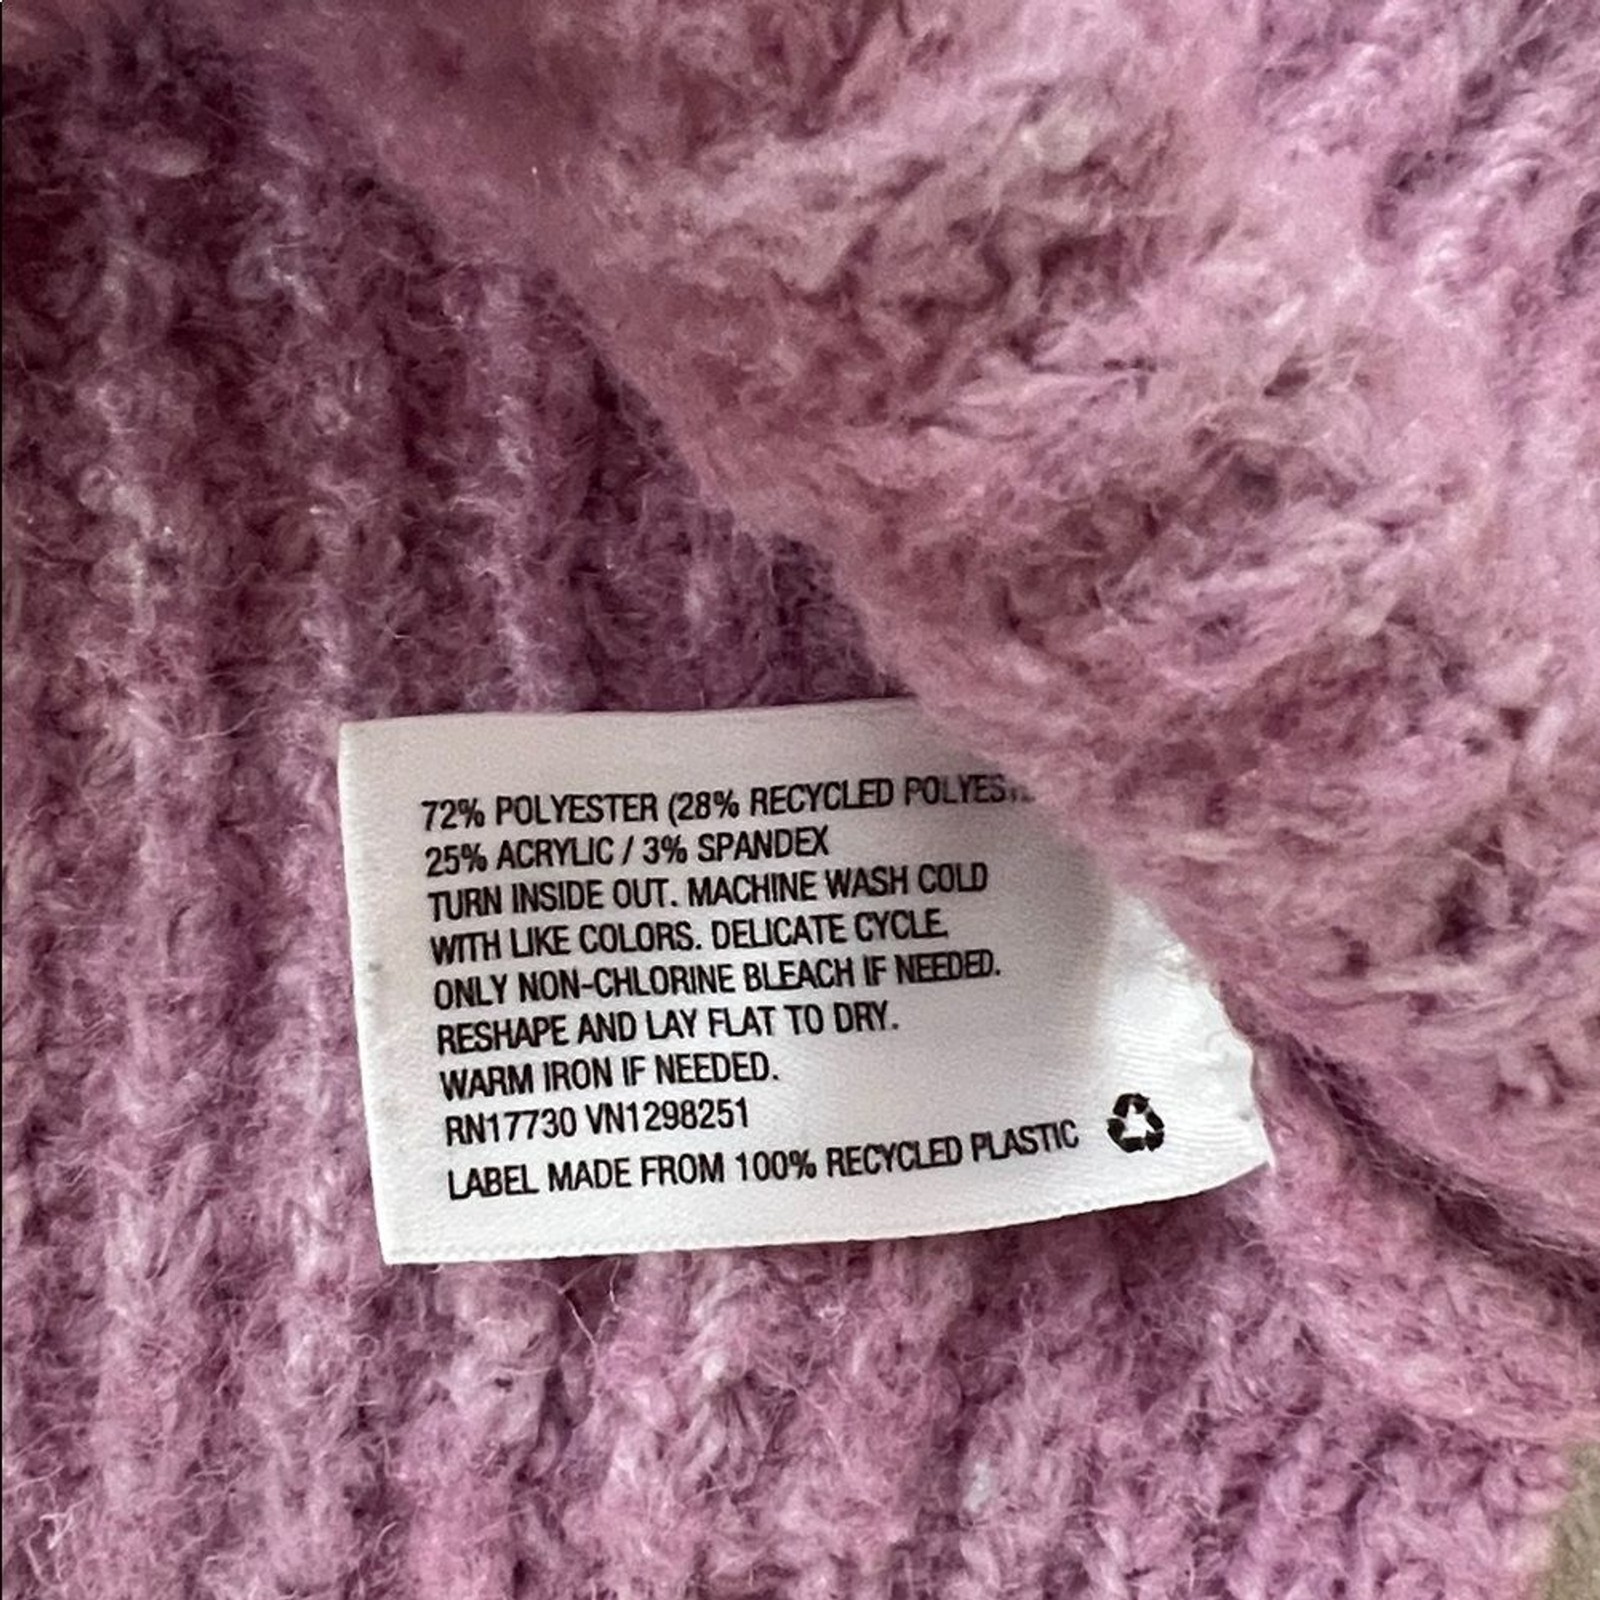 72% POLYESTER (28% RECYCLED
25% ACRYLIC / 3% SPANDEX
TURN INSIDE OUT. MACHINE WASH COLD
WITH LIKE COLORS. DELICATE CYCLE.
ONLY NON-CHLORINE BLEACH IF NEEDED.
RESHAPE AND LAY FLAT TO DRY.
WARM IRON IF NEEDED.
RN17730 VN1298251
LABEL MADE FROM 100% RECYCLED PLASTIC